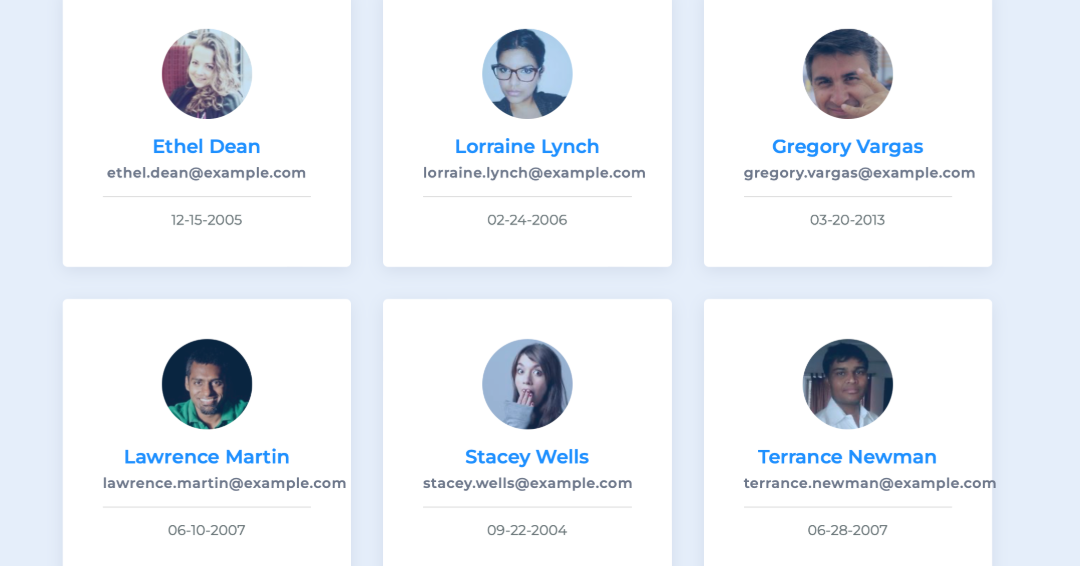 Ethel Dean
ethel.dean@example.com
12-15-2005
Lorraine Lynch
lorraine.lynch@example.com
02-24-2006
Gregory Vargas
gregory.vargas@example.com
03-20-2013
Lawrence Martin
lawrence.martin@example.com
06-10-2007
Stacey Wells
stacey.wells@example.com
09-22-2004
Terrance Newman
terrance.newman@example.com
06-28-2007